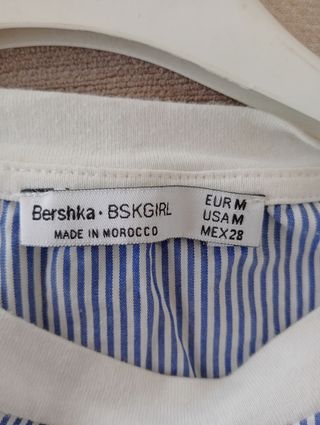 Bershka • BSKGIRL
MADE IN MOROCCO
EUR M
USA M
MEX 28